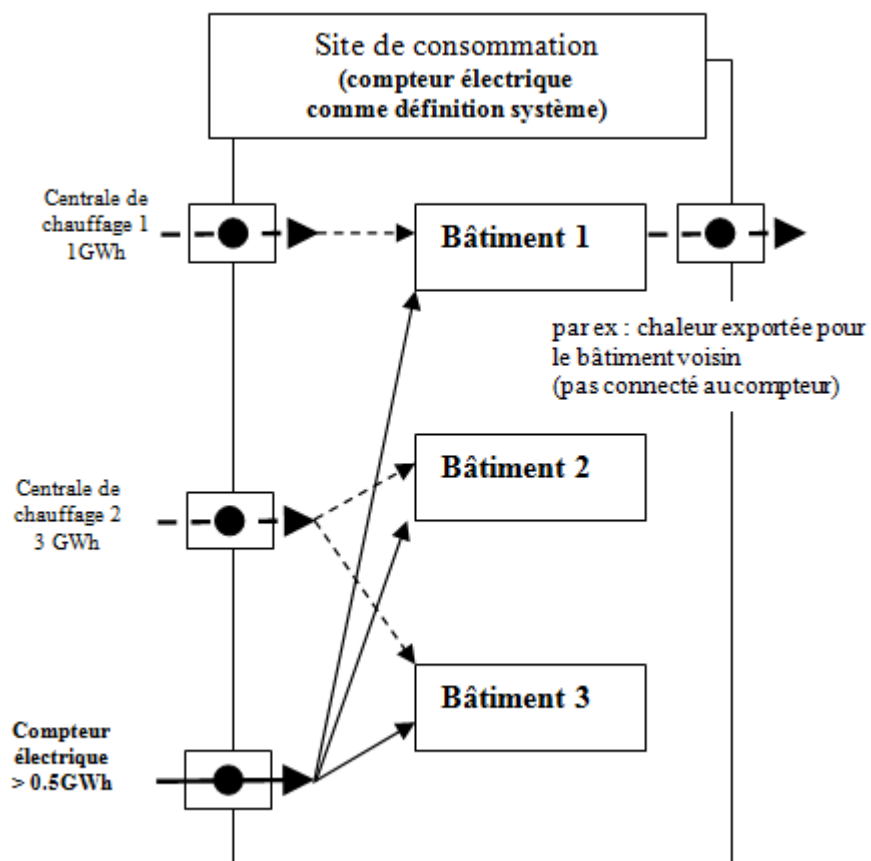 Site de consommation
(compteur électrique
comme définition système)
Centrale de
chauffage 1
1GWh
Bâtiment 1
par ex : chaleur exportée pour
le bâtiment voisin
(pas connecté au compteur)
Centrale de
chauffage 2
3 GWh
Bâtiment 2
Bâtiment 3
Compteur
électrique
> 0.5GWh